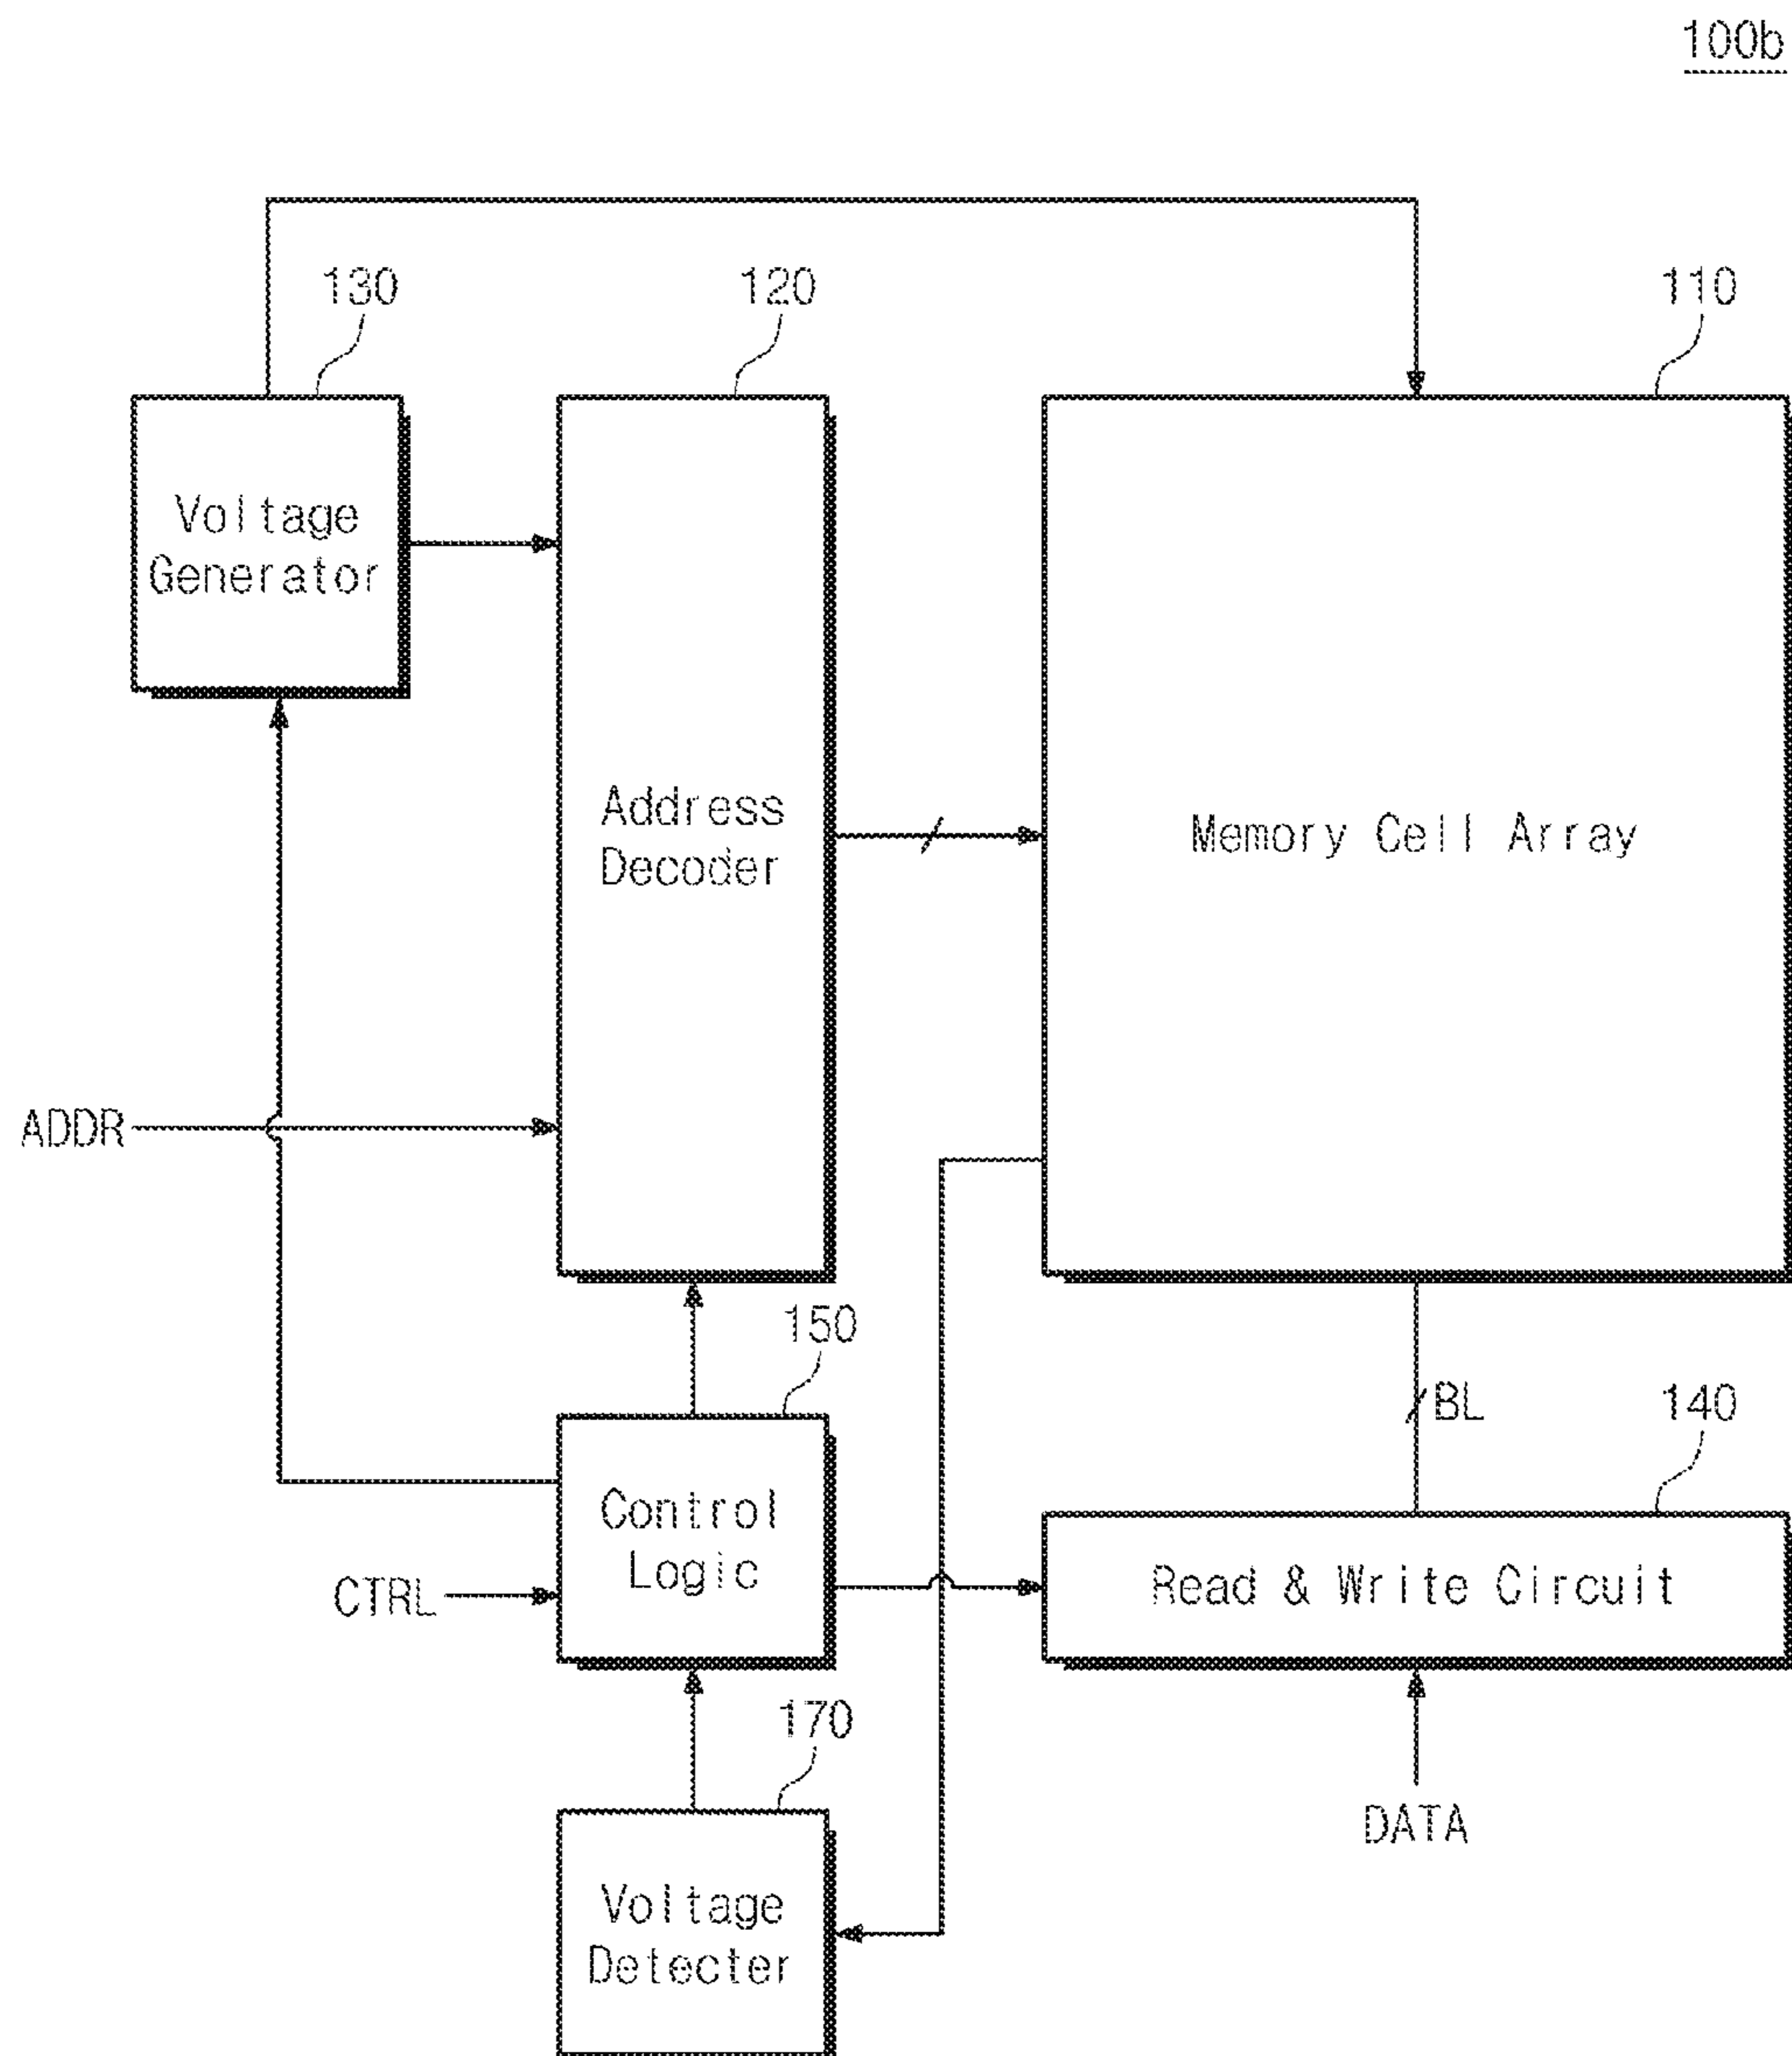 100b
130
120
110
Voltage
Generator
Address
Decoder
Memory Cell Array
ADDR
150
BL
140
Control
Logic
CTRL
Read & Write Circuit
170
DATA
Voltage
Detecter